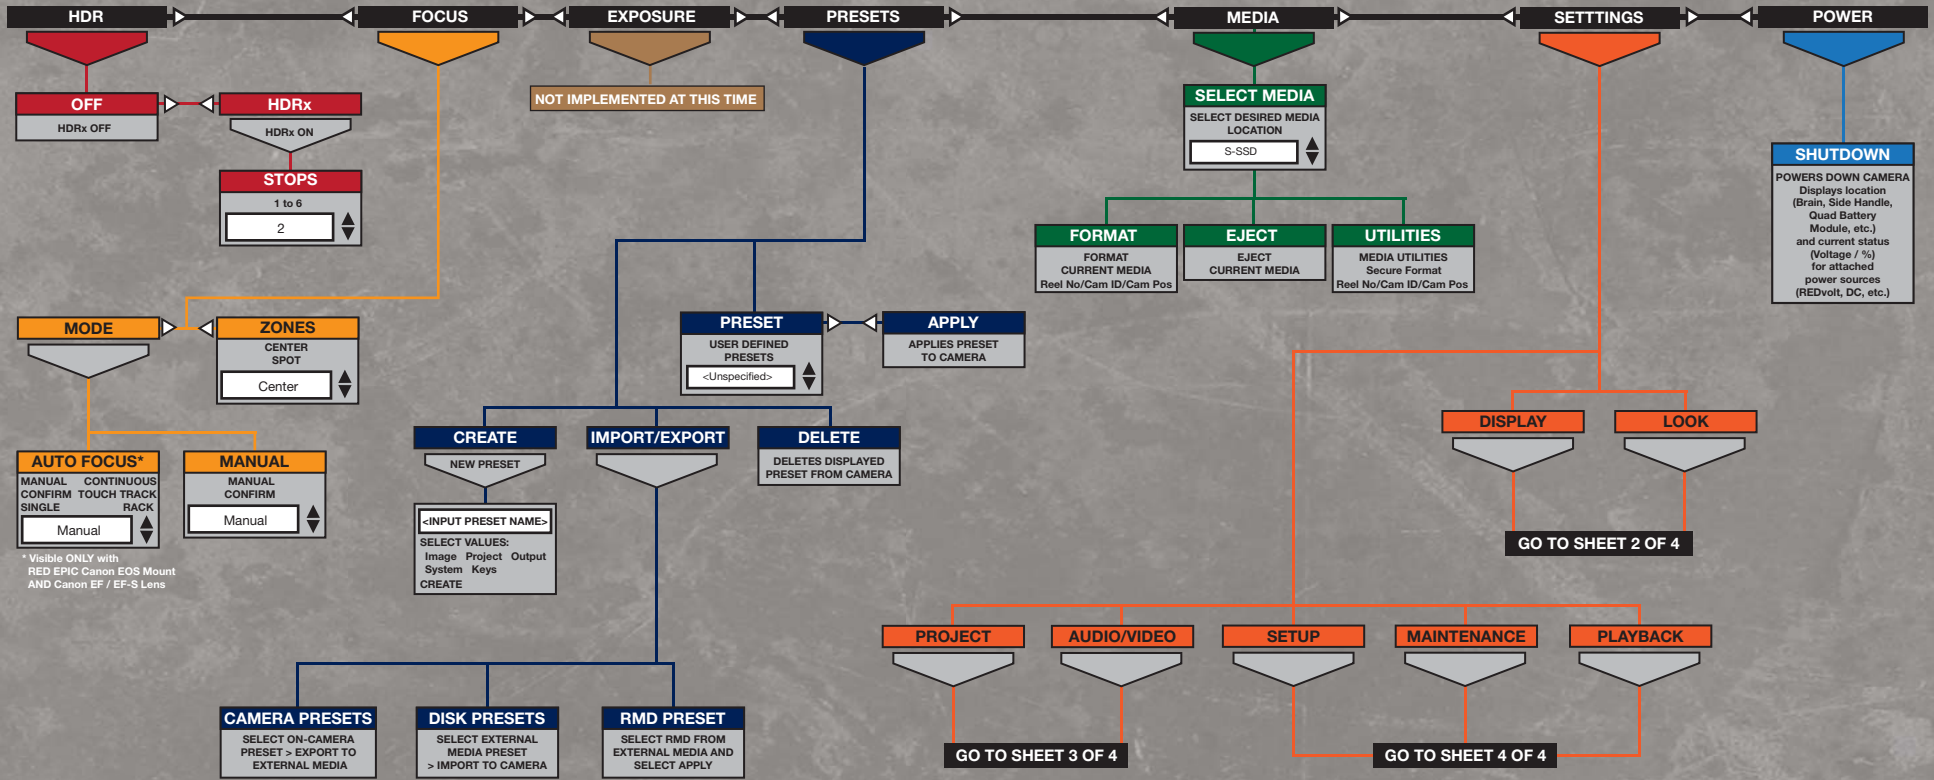 HDR
FOCUS
EXPOSURE
PRESETS
MEDIA
SETTTINGS
POWER
OFF
HDRx OFF
HDRx
HDRx ON
STOPS
1 to 6
2
MODE
ZONES
CENTER
SPOT
Center
AUTO FOCUS*
MANUAL CONTINUOUS
CONFIRM TOUCH TRACK
SINGLE RACK
Manual
* Visible ONLY with
RED EPIC Canon EOS Mount
AND Canon EF / EF-S Lens
MANUAL
MANUAL
CONFIRM
Manual
NOT IMPLEMENTED AT THIS TIME
PRESET
USER DEFINED
PRESETS
<Unspecified>
APPLY
APPLIES PRESET
TO CAMERA
CREATE
NEW PRESET
<INPUT PRESET NAME>
SELECT VALUES:
Image Project Output
System Keys
CREATE
IMPORT/EXPORT
DELETE
DELETES DISPLAYED
PRESET FROM CAMERA
CAMERA PRESETS
SELECT ON-CAMERA
PRESET > EXPORT TO
EXTERNAL MEDIA
DISK PRESETS
SELECT EXTERNAL
MEDIA PRESET
> IMPORT TO CAMERA
RMD PRESET
SELECT RMD FROM
EXTERNAL MEDIA AND
SELECT APPLY
SELECT MEDIA
SELECT DESIRED MEDIA
LOCATION
S-SSD
FORMAT
FORMAT
CURRENT MEDIA
Reel No/Cam ID/Cam Pos
EJECT
EJECT
CURRENT MEDIA
UTILITIES
MEDIA UTILITIES
Secure Format
Reel No/Cam ID/Cam Pos
DISPLAY
LOOK
GO TO SHEET 2 OF 4
PROJECT
AUDIO/VIDEO
SETUP
MAINTENANCE
PLAYBACK
GO TO SHEET 3 OF 4
GO TO SHEET 4 OF 4
SHUTDOWN
POWERS DOWN CAMERA
Displays location
(Brain, Side Handle,
Quad Battery
Module, etc.)
and current status
(Voltage / %)
for attached
power sources
(REDvolt, DC, etc.)